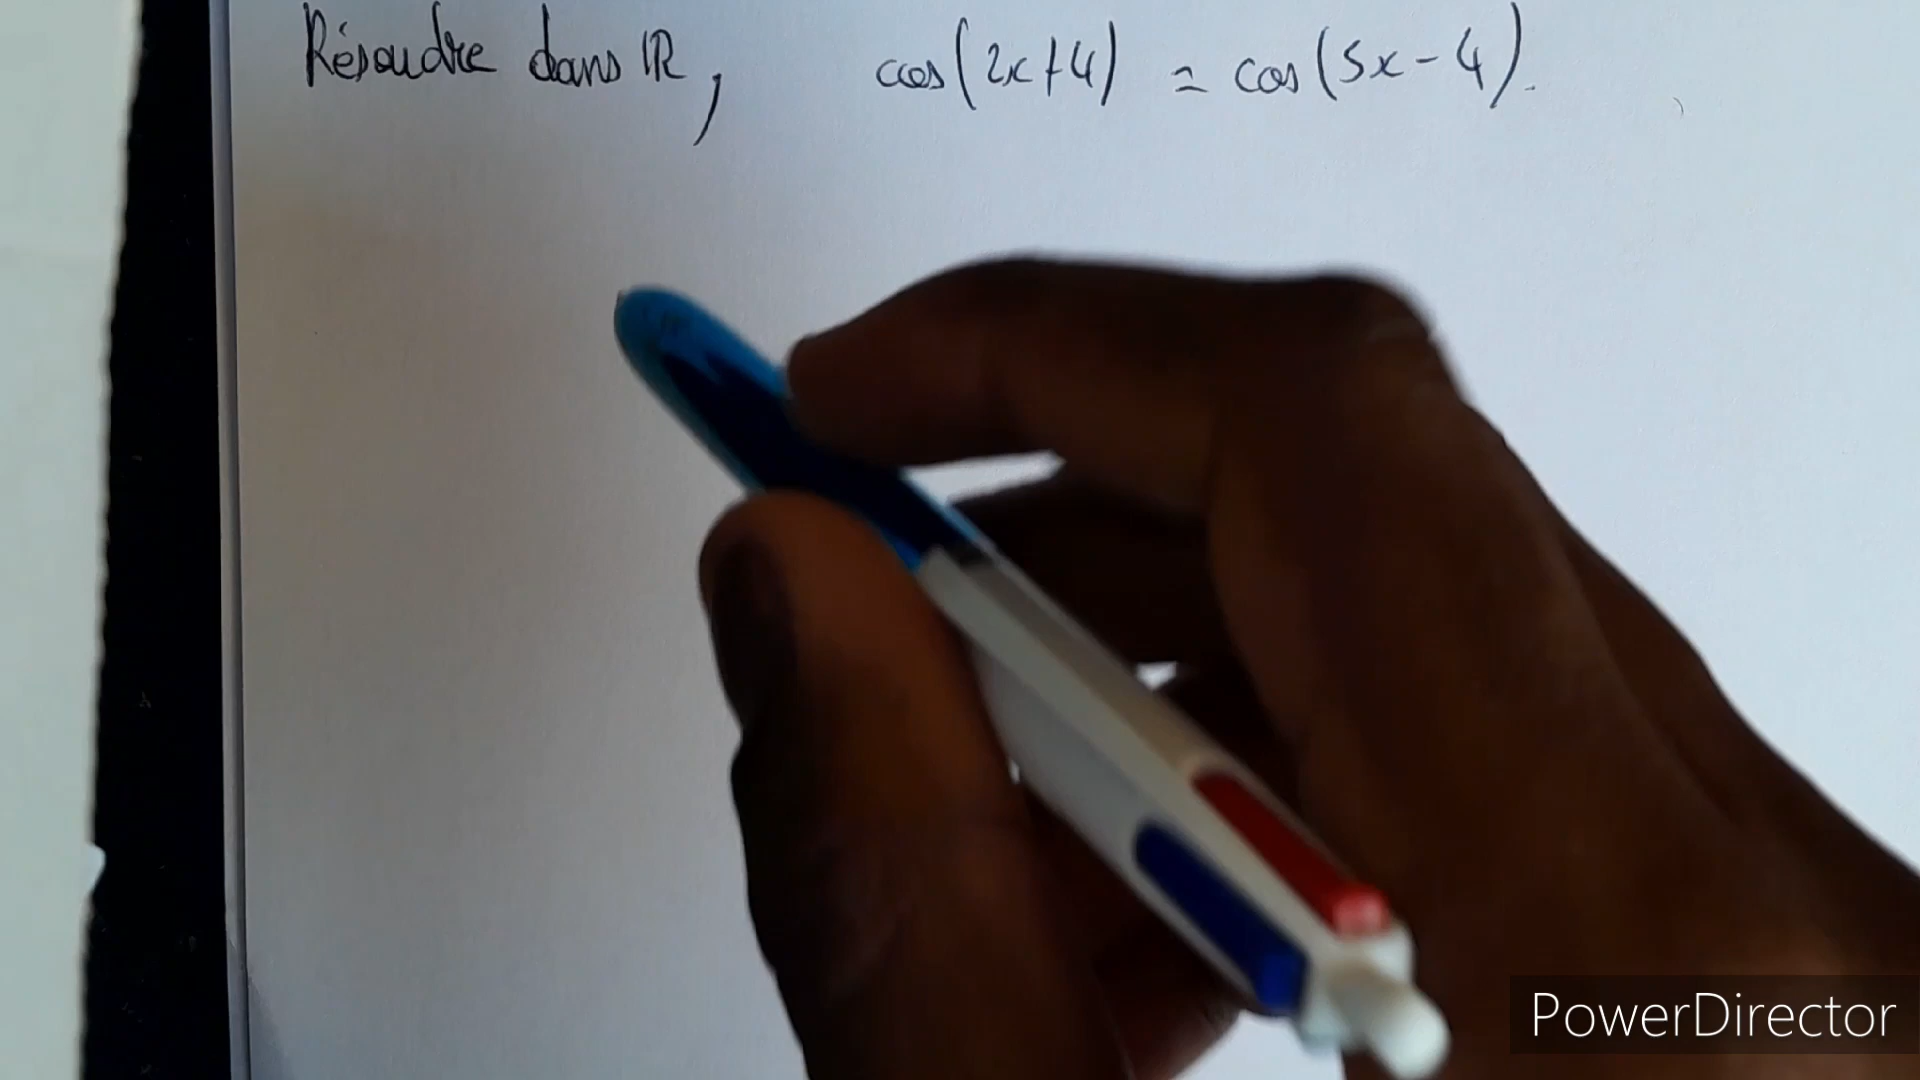 Résoudre dans ℝ, cos(2x+4) = cos(5x-4).
PowerDirector